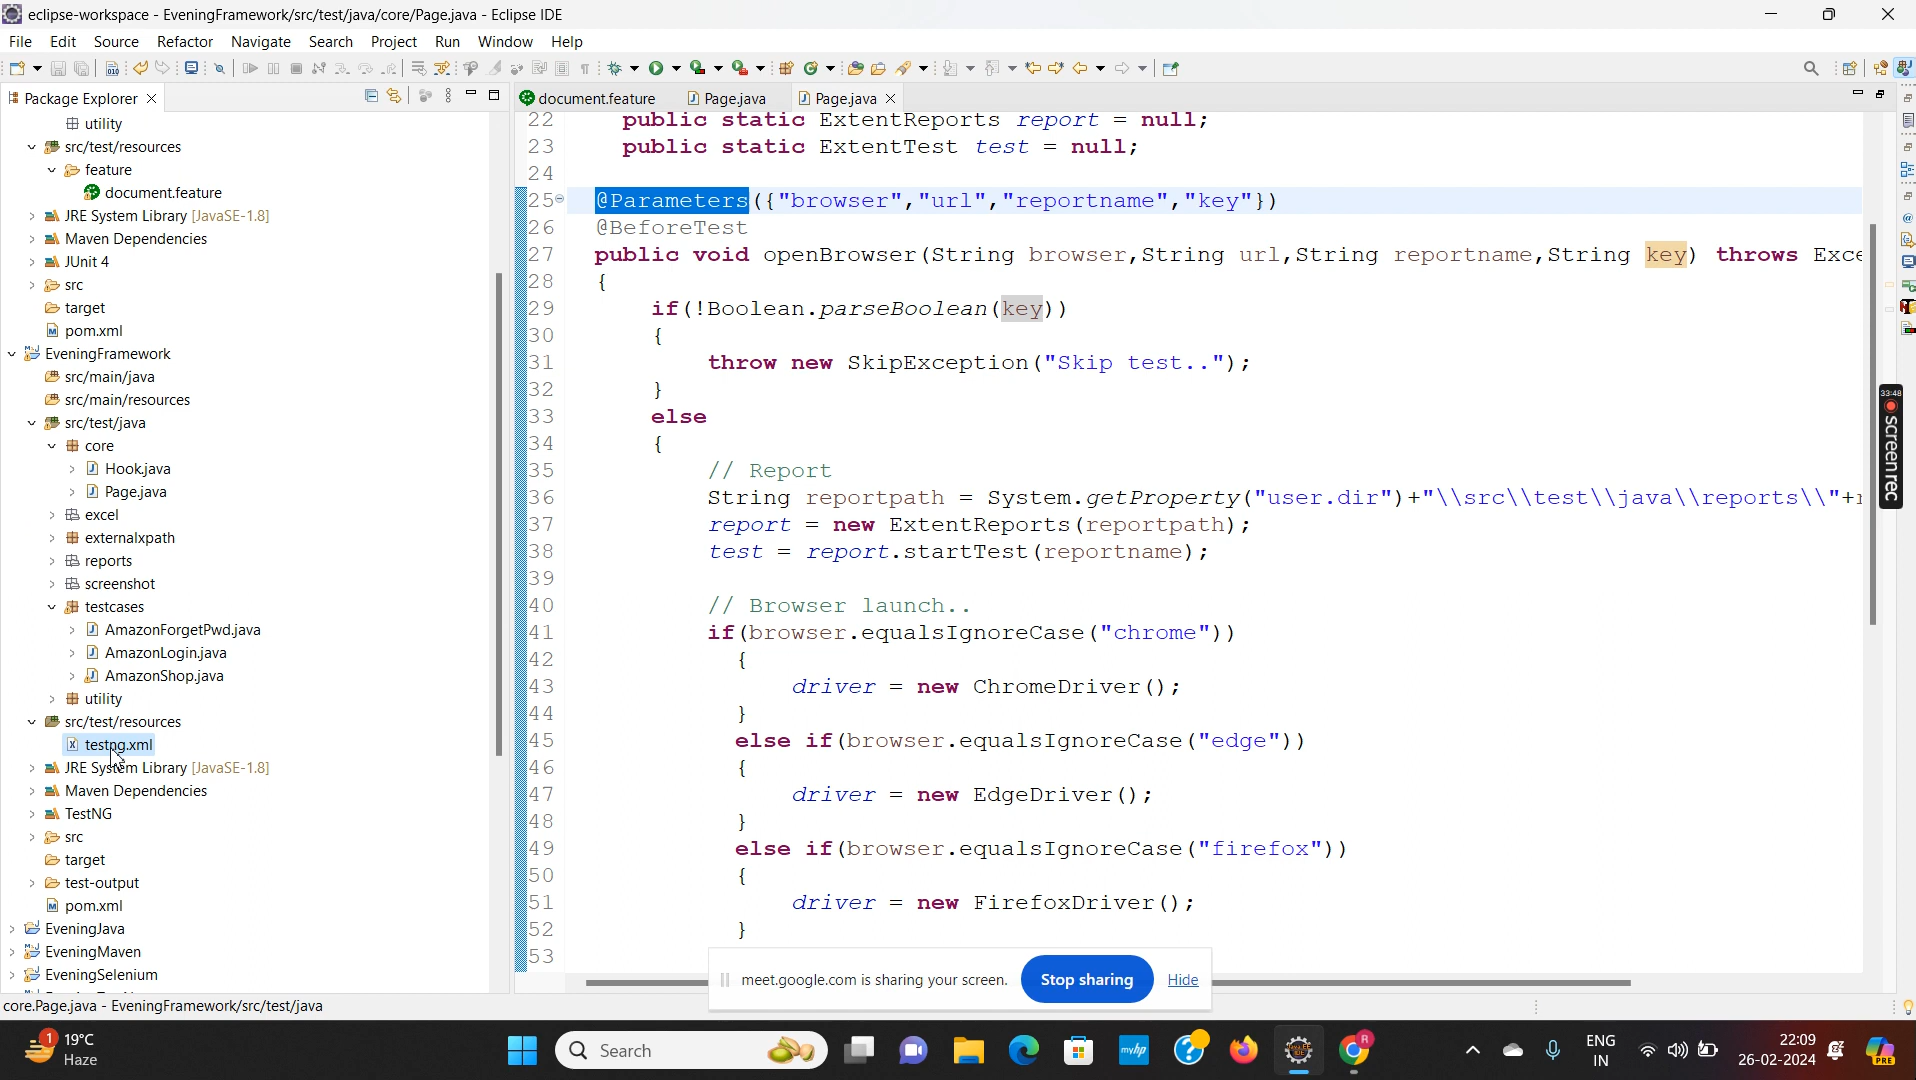 eclipse-workspace - EveningFramework/src/test/java/core/Page.java - Eclipse IDE
File Edit Source Refactor Navigate Search Project Run Window Help
Package Explorer
document.feature
Page.java
Page.java
utility
src/test/resources
feature
document.feature
JRE System Library [JavaSE-1.8]
Maven Dependencies
JUnit 4
src
target
pom.xml
EveningFramework
src/main/java
src/main/resources
src/test/java
core
Hook.java
Page.java
excel
externalxpath
reports
screenshot
testcases
AmazonForgetPwd.java
AmazonLogin.java
AmazonShop.java
utility
src/test/resources
testng.xml
JRE System Library [JavaSE-1.8]
Maven Dependencies
TestNG
src
target
test-output
pom.xml
EveningJava
EveningMaven
EveningSelenium
22 public static ExtentReports report = null;
23 public static ExtentTest test = null;
24
25 @Parameters({"browser","url","reportname","key"})
26 @BeforeTest
27 public void openBrowser(String browser,String url,String reportname,String key) throws Exce
28 {
29 if(!Boolean.parseBoolean(key))
30 {
31 throw new SkipException("Skip test..");
32 }
33 else
34 {
35 // Report
36 String reportpath = System.getProperty("user.dir")+"\\src\\test\\java\\reports\\"+
37 report = new ExtentReports(reportpath);
38 test = report.startTest(reportname);
39
40 // Browser launch..
41 if(browser.equalsIgnoreCase("chrome"))
42 {
43 driver = new ChromeDriver();
44 }
45 else if(browser.equalsIgnoreCase("edge"))
46 {
47 driver = new EdgeDriver();
48 }
49 else if(browser.equalsIgnoreCase("firefox"))
50 {
51 driver = new FirefoxDriver();
52 }
53
33:48
screenrec
meet.google.com is sharing your screen. Stop sharing Hide
core.Page.java - EveningFramework/src/test/java
1
19°C
Haze
Search
myhp
R
ENG
IN
22:09
26-02-2024
PRE